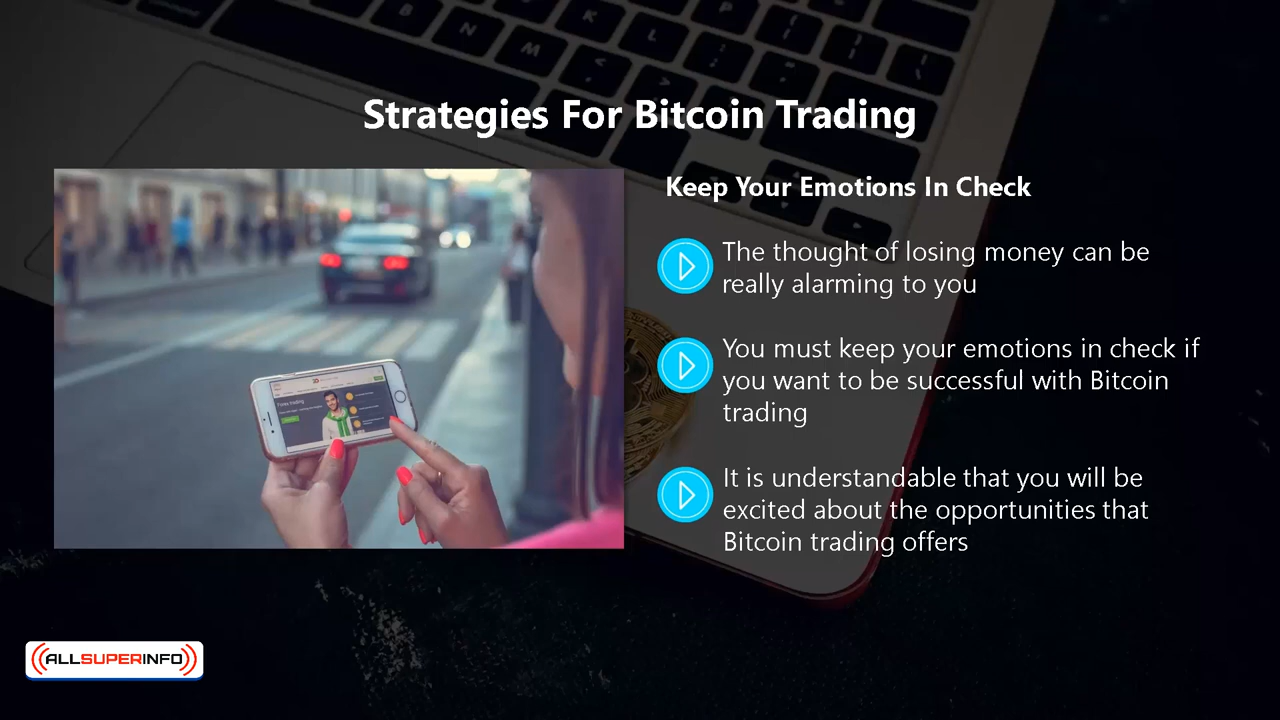 Strategies For Bitcoin Trading
Keep Your Emotions In Check
The thought of losing money can be
really alarming to you
You must keep your emotions in check if
you want to be successful with Bitcoin
trading
It is understandable that you will be
excited about the opportunities that
Bitcoin trading offers
Forex trading
ALLSUPERINFO
B
N
M
K
L
P